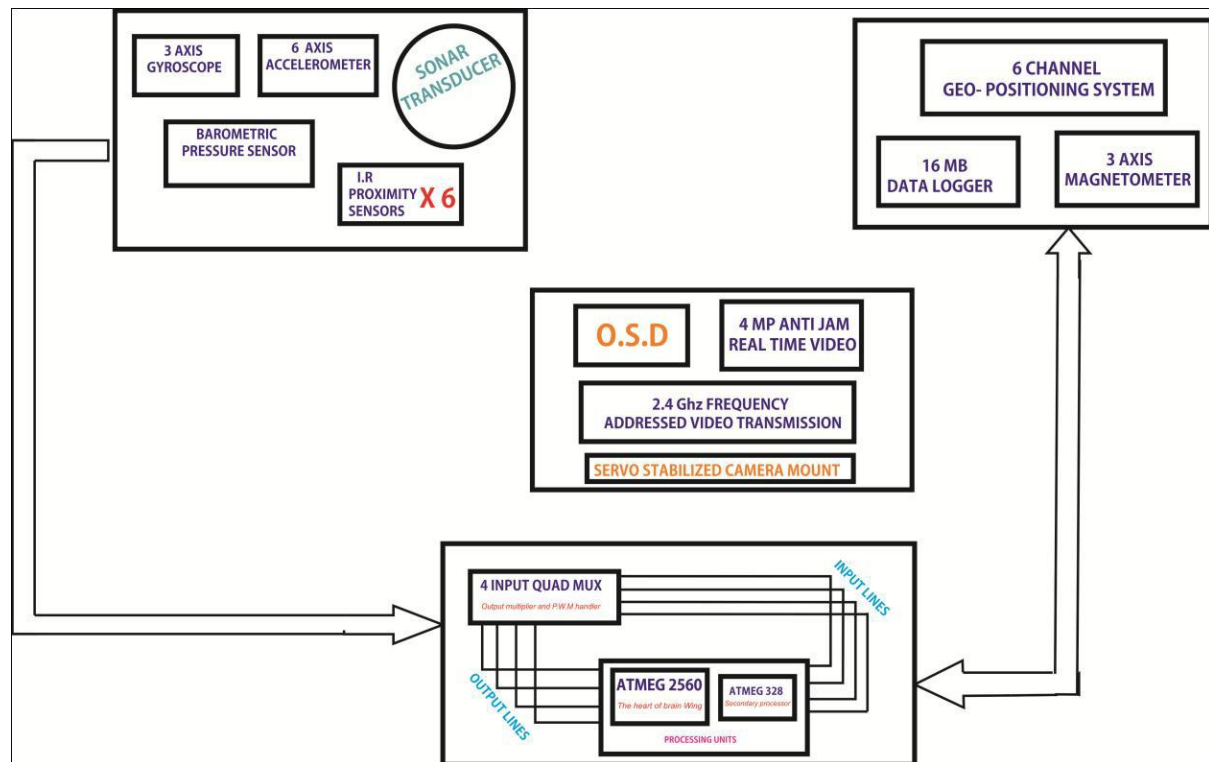 3 AXIS
GYROSCOPE
6 AXIS
ACCELEROMETER
SONAR
TRANSDUCER
BAROMETRIC
PRESSURE SENSOR
I.R
PROXIMITY
SENSORS
X 6
6 CHANNEL
GEO- POSITIONING SYSTEM
16 MB
DATA LOGGER
3 AXIS
MAGNETOMETER
O.S.D
4 MP ANTI JAM
REAL TIME VIDEO
2.4 Ghz FREQUENCY
ADDRESSED VIDEO TRANSMISSION
SERVO STABILIZED CAMERA MOUNT
4 INPUT QUAD MUX
Output multiplier and P.W.M handler
INPUT LINES
OUTPUT LINES
ATMEG 2560
The heart of brain Wing
ATMEG 328
Secondary processor
PROCESSING UNITS